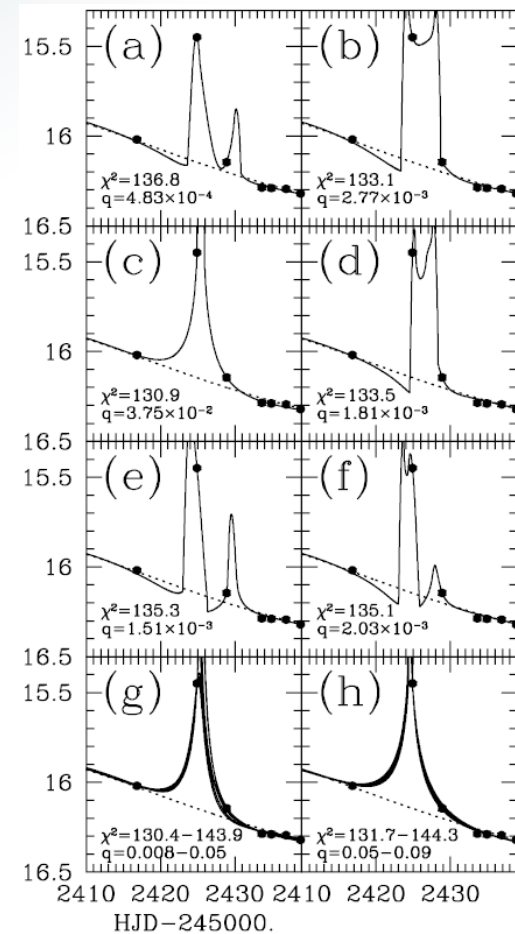 (a)
(b)
15.5
16
χ²=136.8
q=4.83×10⁻⁴
χ²=133.1
q=2.77×10⁻³
16.5
(c)
(d)
15.5
16
χ²=130.9
q=3.75×10⁻²
χ²=133.5
q=1.81×10⁻³
16.5
(e)
(f)
15.5
16
χ²=135.3
q=1.51×10⁻³
χ²=135.1
q=2.03×10⁻³
16.5
(g)
(h)
15.5
16
χ²=130.4−143.9
q=0.008−0.05
χ²=131.7−144.3
q=0.05−0.09
16.5
2410 2420 2430 2410 2420 2430
HJD−245000.